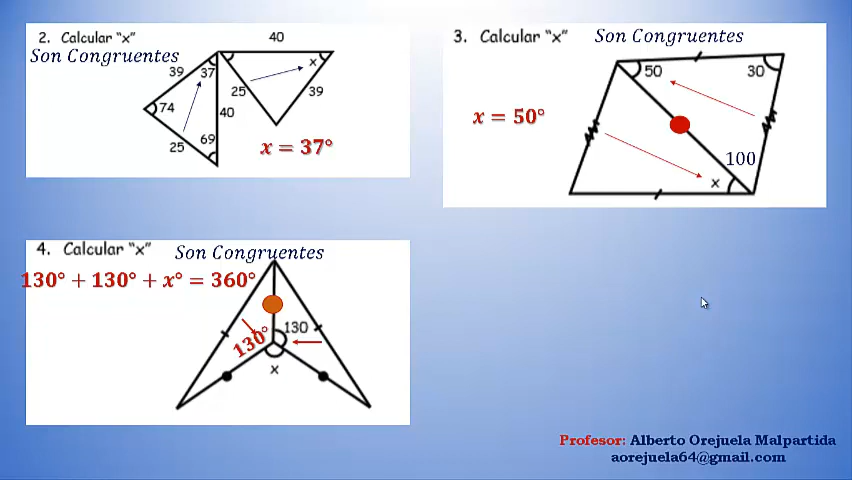 2. Calcular "x"
Son Congruentes
40
39
37
x
25
39
74
40
69
25
x = 37°
3. Calcular "x"
Son Congruentes
50
30
x = 50°
100
x
4. Calcular "x"
Son Congruentes
130° + 130° + x° = 360°
130
130°
x
Profesor: Alberto Orejuela Malpartida
aorejuela64@gmail.com